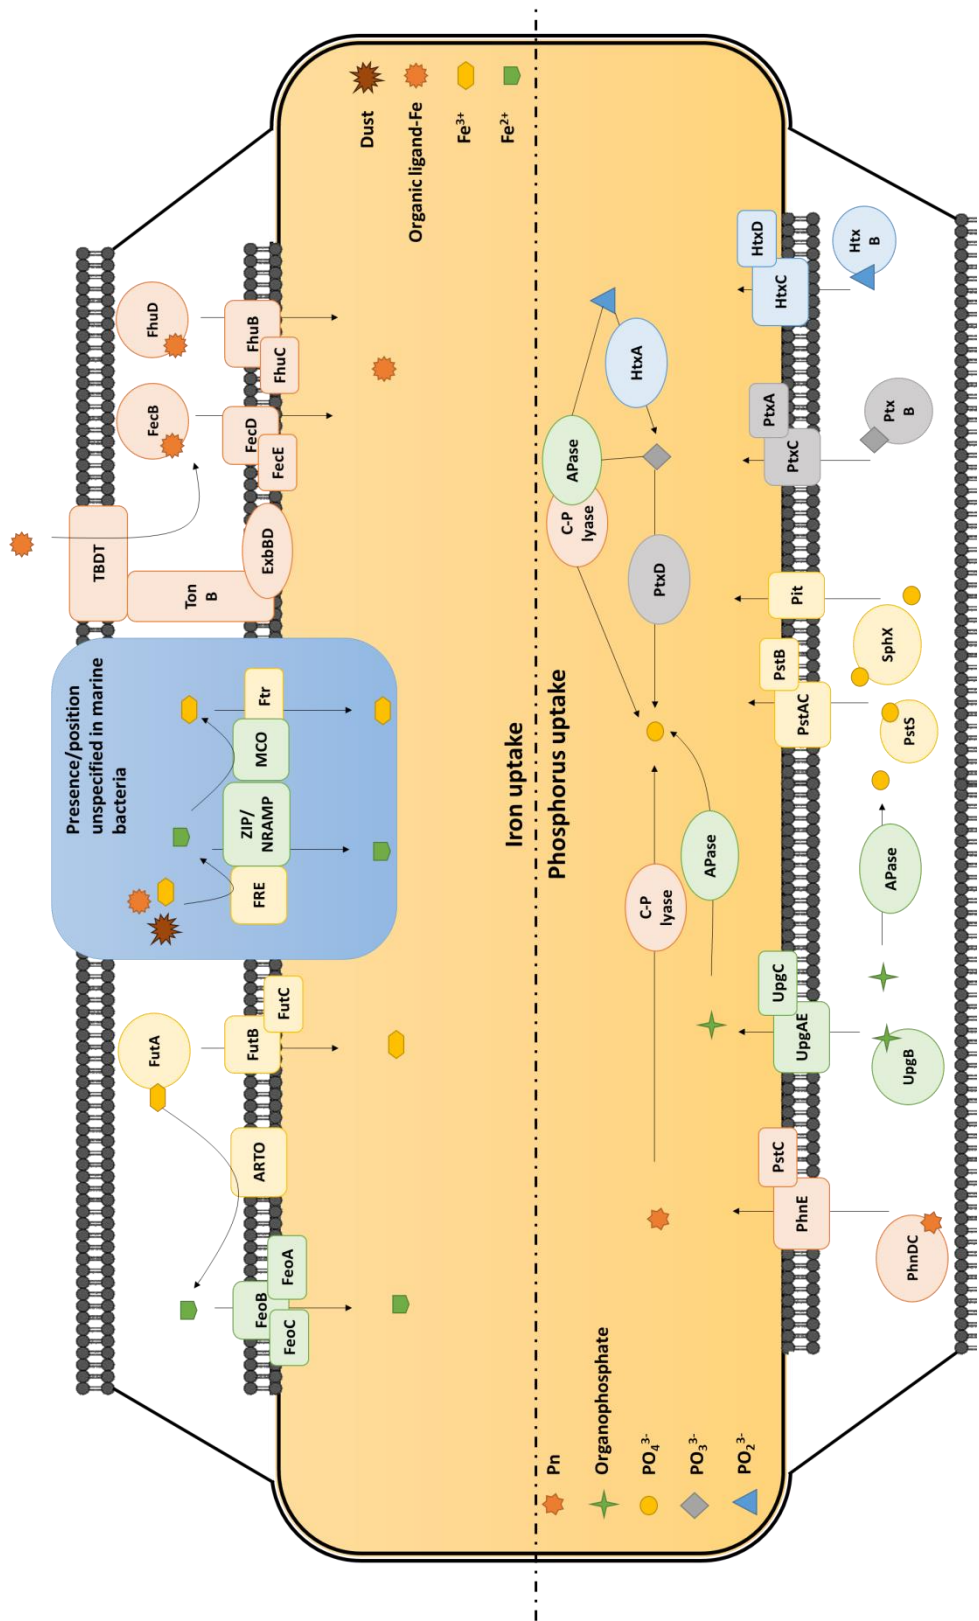 Presence/position
unspecified in marine
bacteria
TBDT
Ton
B
ExbBD
FecB
FhuD
FecD
FecE
FhuB
FhuC
FutA
FRE
ZIP/
NRAMP
MCO
Ftr
ARTO
FutB
FutC
FeoB
FeoA
FeoC
Dust
Organic ligand-Fe
Fe³⁺
Fe²⁺
Iron uptake
Phosphorus uptake
Pn
Organophosphate
PO₄³⁻
PO₃³⁻
PO₂³⁻
C-P
lyase
APase
C-P
lyase
APase
PtxD
HtxA
PhnE
PstC
UpgAE
UpgC
PstAC
PstB
Pit
PtxC
PtxA
HtxC
HtxD
PhnDC
UpgB
APase
PstS
SphX
Ptx
B
Htx
B